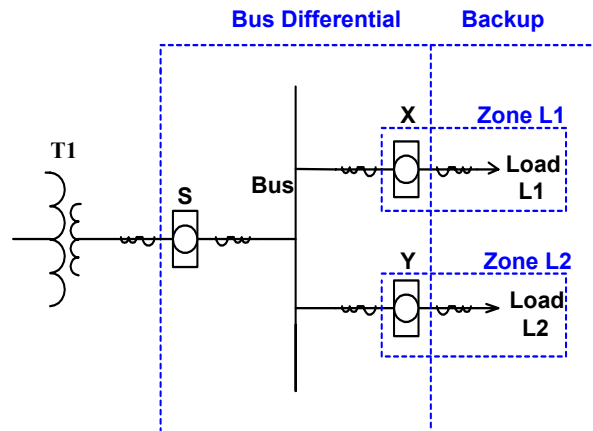 Bus Differential
Backup
X
Zone L1
T1
Load
L1
S
Bus
Y
Zone L2
Load
L2